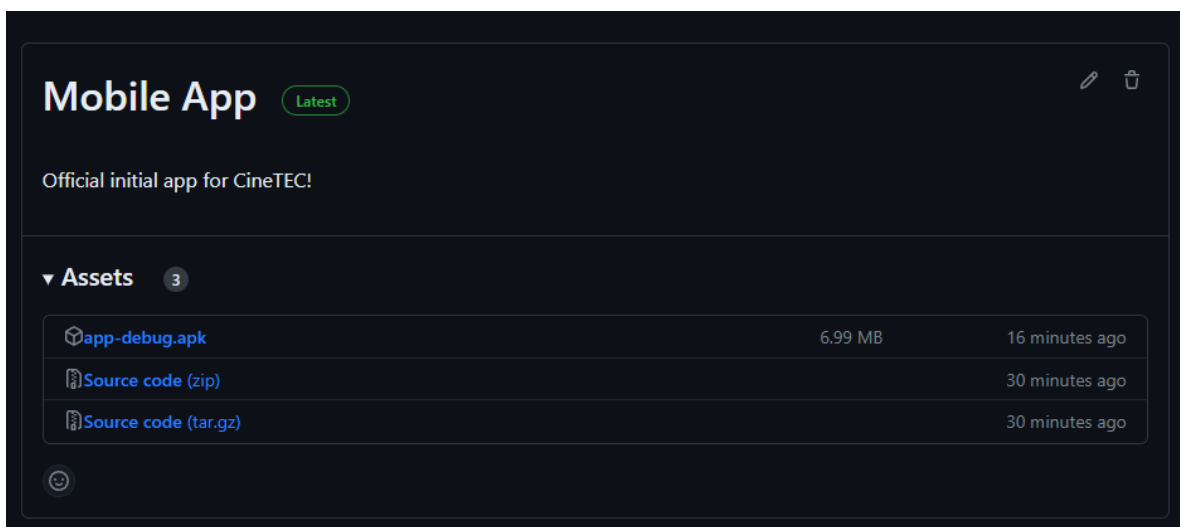 Mobile App Latest
Official initial app for CineTEC!
Assets 3
app-debug.apk 6.99 MB 16 minutes ago
Source code (zip) 30 minutes ago
Source code (tar.gz) 30 minutes ago